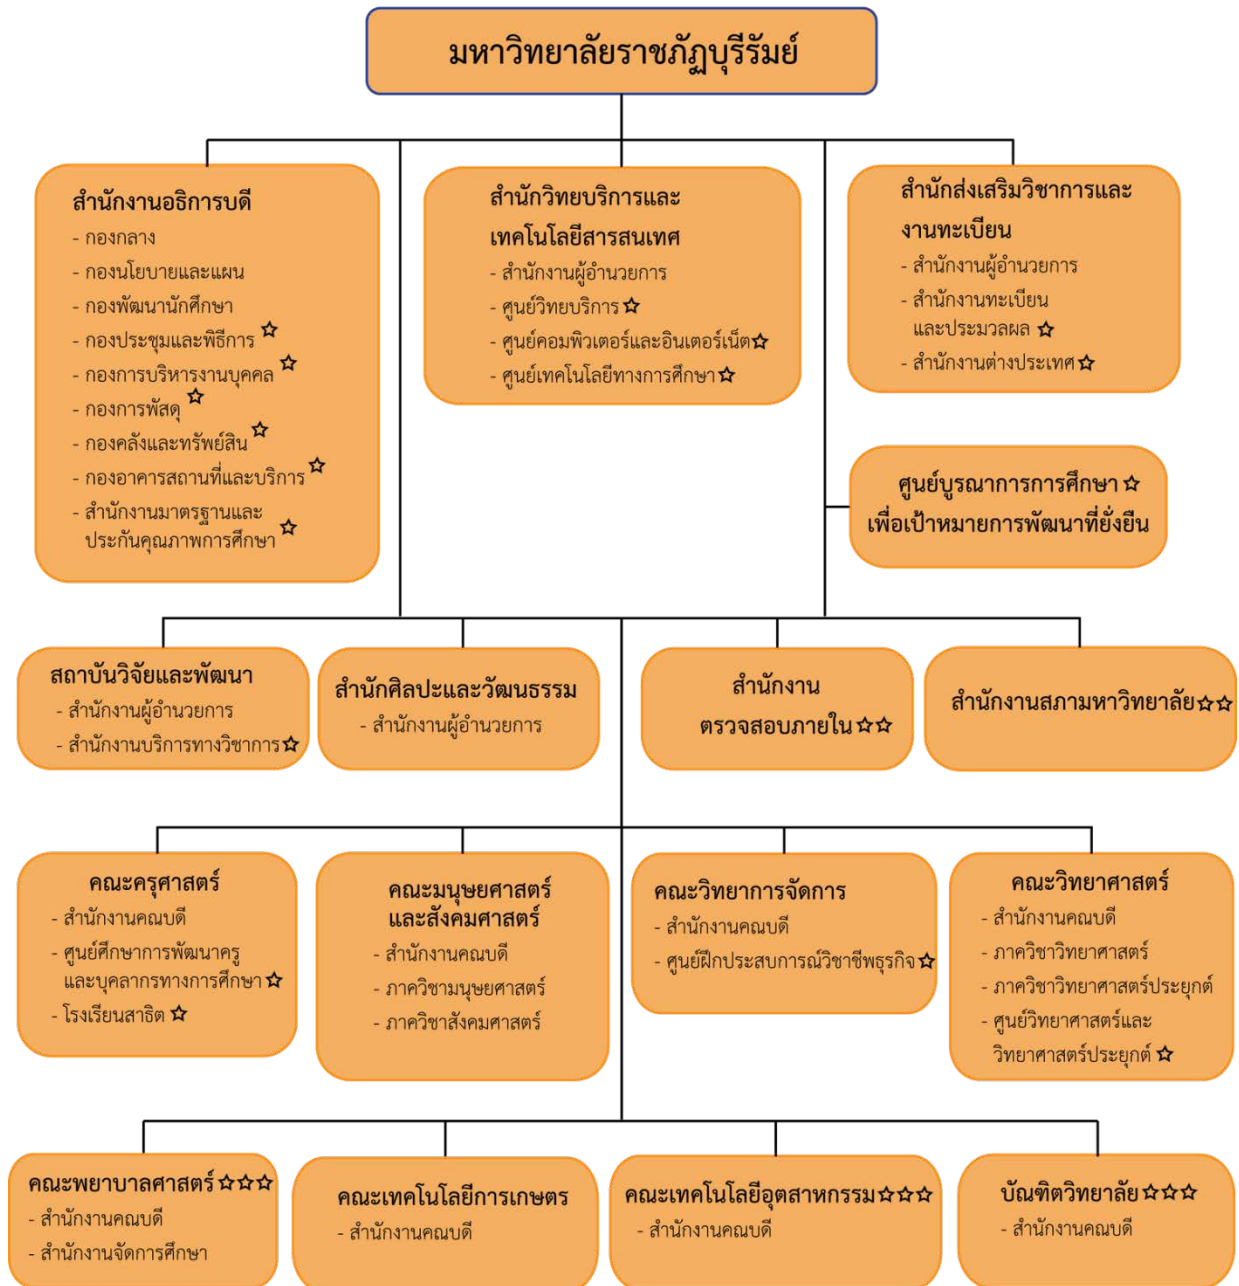 มหาวิทยาลัยราชภัฏบุรีรัมย์
สำนักงานอธิการบดี
- กองกลาง
- กองนโยบายและแผน
- กองพัฒนานักศึกษา
- กองประชุมและพิธีการ ☆
- กองการบริหารงานบุคคล ☆
- กองการพัสดุ ☆
- กองคลังและทรัพย์สิน ☆
- กองอาคารสถานที่และบริการ ☆
- สำนักงานมาตรฐานและ
ประกันคุณภาพการศึกษา ☆
สำนักวิทยบริการและ
เทคโนโลยีสารสนเทศ
- สำนักงานผู้อำนวยการ
- ศูนย์วิทยบริการ ☆
- ศูนย์คอมพิวเตอร์และอินเตอร์เน็ต ☆
- ศูนย์เทคโนโลยีทางการศึกษา ☆
สำนักส่งเสริมวิชาการและ
งานทะเบียน
- สำนักงานผู้อำนวยการ
- สำนักงานทะเบียน
และประมวลผล ☆
- สำนักงานต่างประเทศ ☆
ศูนย์บูรณาการการศึกษา ☆
เพื่อเป้าหมายการพัฒนาที่ยั่งยืน
สถาบันวิจัยและพัฒนา
- สำนักงานผู้อำนวยการ
- สำนักงานบริการทางวิชาการ ☆
สำนักศิลปะและวัฒนธรรม
- สำนักงานผู้อำนวยการ
สำนักงาน
ตรวจสอบภายใน ☆☆
สำนักงานสภามหาวิทยาลัย ☆☆
คณะครุศาสตร์
- สำนักงานคณบดี
- ศูนย์ศึกษาการพัฒนาครู
และบุคลากรทางการศึกษา ☆
- โรงเรียนสาธิต ☆
คณะมนุษยศาสตร์
และสังคมศาสตร์
- สำนักงานคณบดี
- ภาควิชามนุษยศาสตร์
- ภาควิชาสังคมศาสตร์
คณะวิทยาการจัดการ
- สำนักงานคณบดี
- ศูนย์ฝึกประสบการณ์วิชาชีพธุรกิจ ☆
คณะวิทยาศาสตร์
- สำนักงานคณบดี
- ภาควิชาวิทยาศาสตร์
- ภาควิชาวิทยาศาสตร์ประยุกต์
- ศูนย์วิทยาศาสตร์และ
วิทยาศาสตร์ประยุกต์ ☆
คณะพยาบาลศาสตร์ ☆☆☆
- สำนักงานคณบดี
- สำนักงานจัดการศึกษา
คณะเทคโนโลยีการเกษตร
- สำนักงานคณบดี
คณะเทคโนโลยีอุตสาหกรรม ☆☆☆
- สำนักงานคณบดี
บัณฑิตวิทยาลัย ☆☆☆
- สำนักงานคณบดี